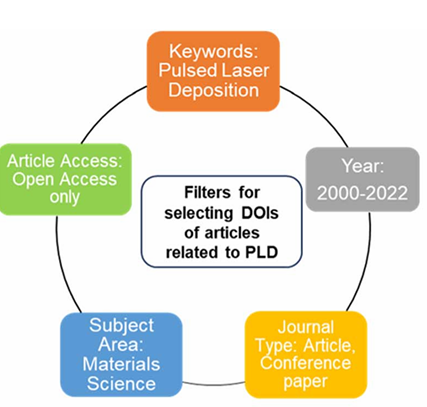 Keywords:
Pulsed Laser
Deposition
Article Access:
Open Access
only
Year:
2000-2022
Filters for
selecting DOIs
of articles
related to PLD
Subject
Area:
Materials
Science
Journal
Type: Article,
Conference
paper